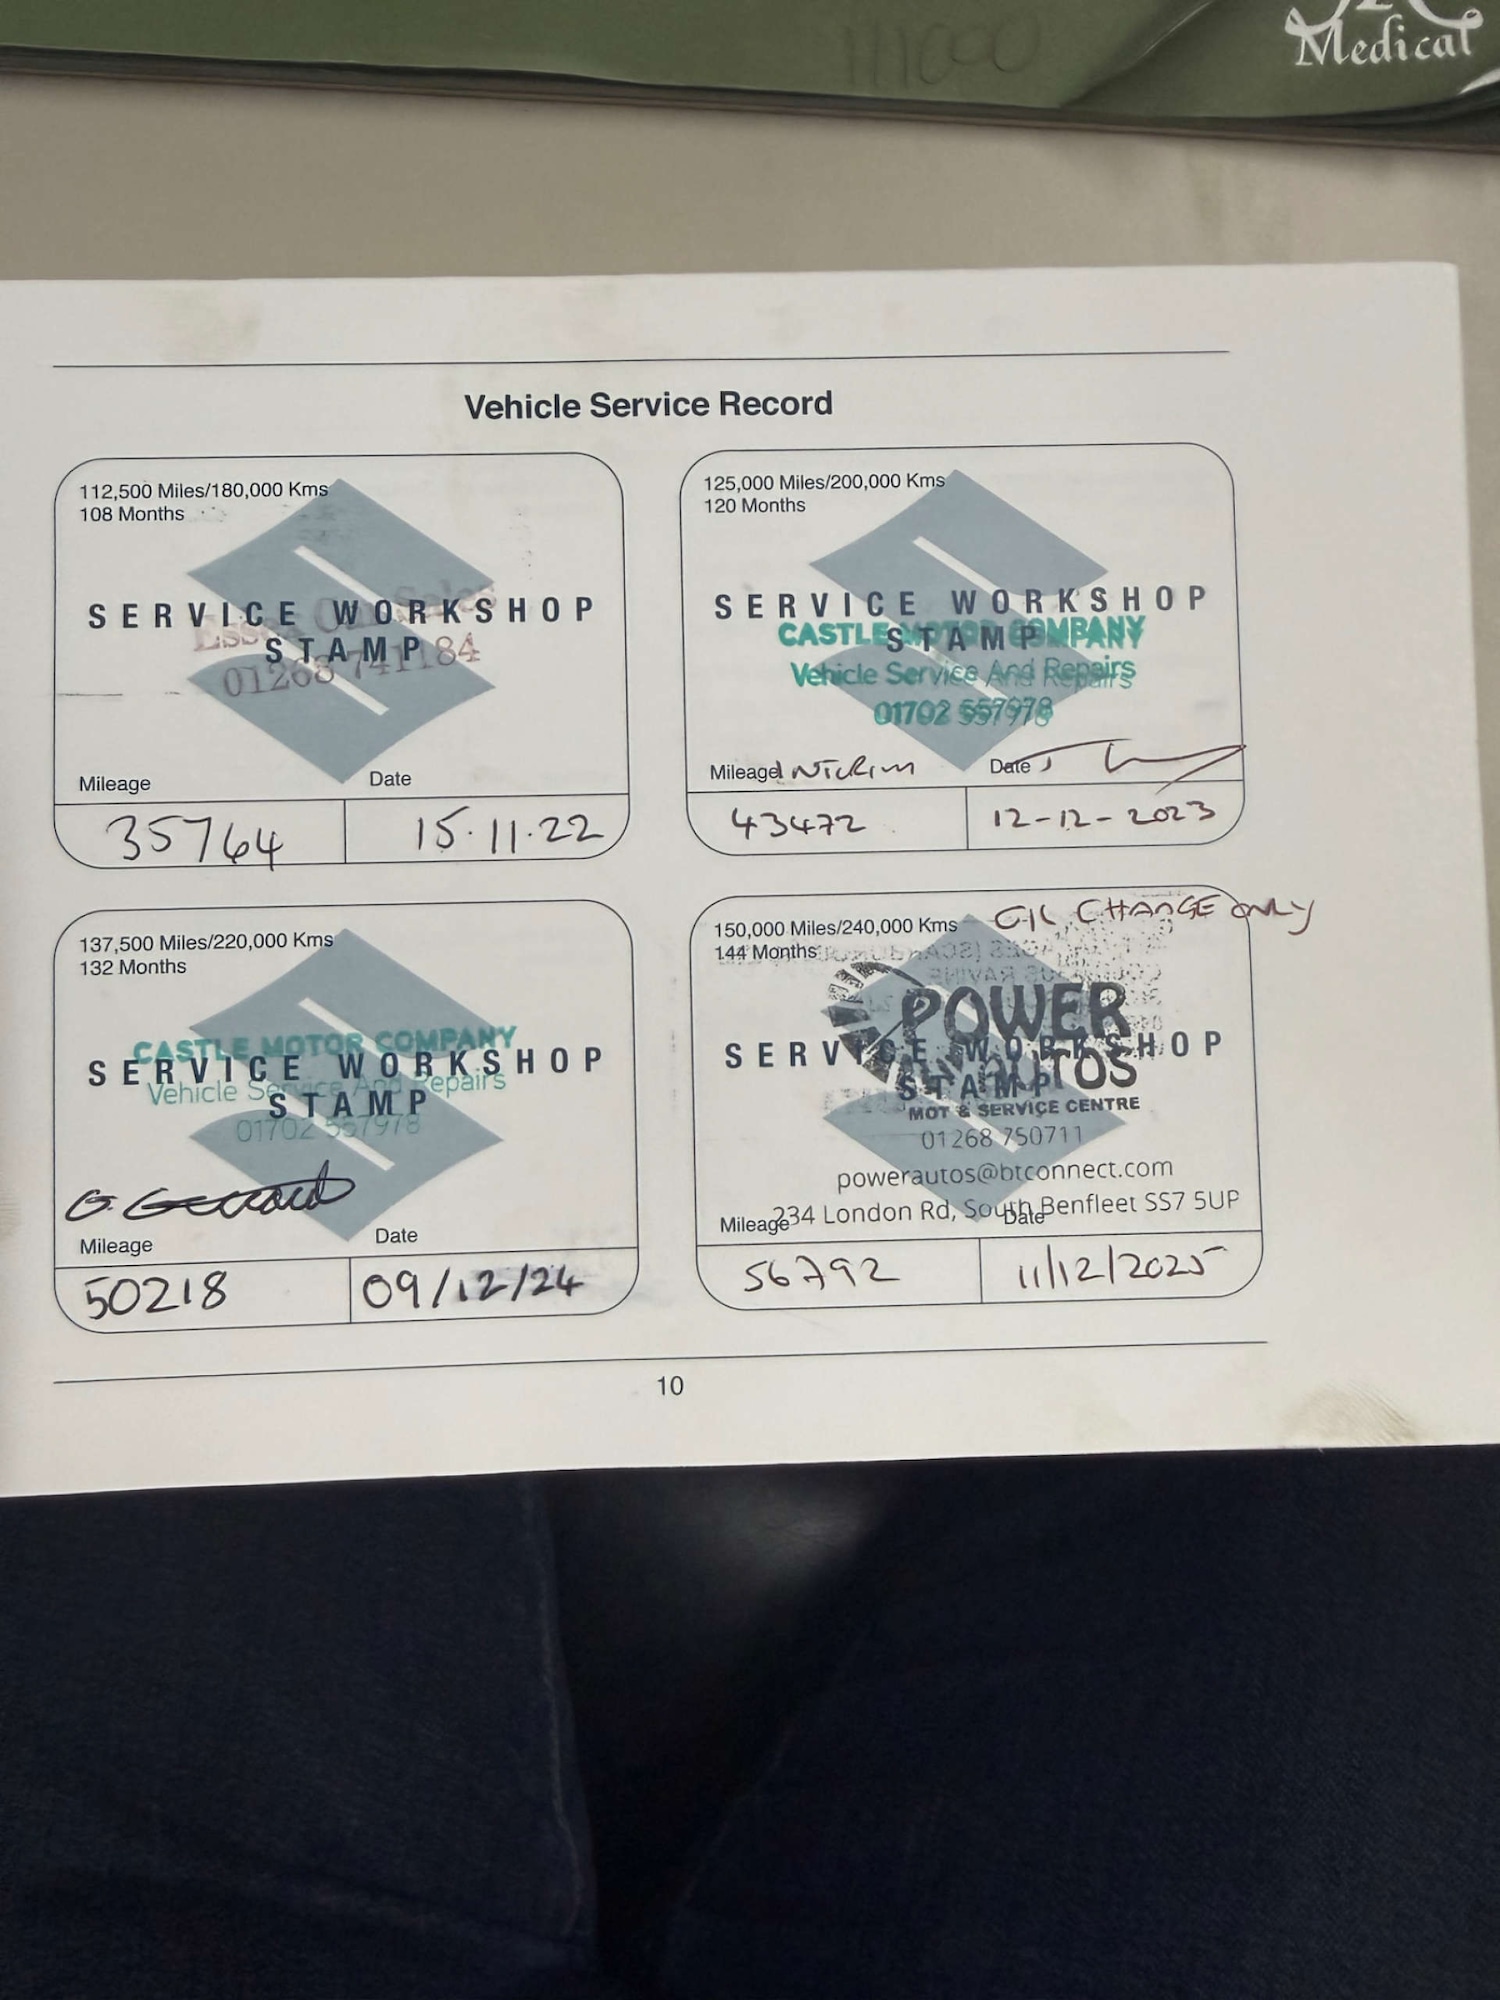 Medical
111000
Vehicle Service Record
112,500 Miles/180,000 Kms
108 Months
SERVICE WORKSHOP
STAMP
Essex Car Sales
01268 741184
Mileage
Date
35764
15.11.22
125,000 Miles/200,000 Kms
120 Months
SERVICE WORKSHOP
STAMP
CASTLE MOTOR COMPANY
Vehicle Service And Repairs
01702 557978
Mileage
INTERIM
Date
43472
12-12-2023
137,500 Miles/220,000 Kms
132 Months
CASTLE MOTOR COMPANY
SERVICE WORKSHOP
Vehicle Service And Repairs
STAMP
01702 557978
Mileage
Date
50218
09/12/24
150,000 Miles/240,000 Kms
OIL CHANGE ONLY
144 Months
POWER
SERVICE WORKSHOP
AUTOS
STAMP
MOT & SERVICE CENTRE
01268 750711
powerautos@btconnect.com
234 London Rd, South Benfleet SS7 5UP
Mileage
Date
56792
11/12/2025
10